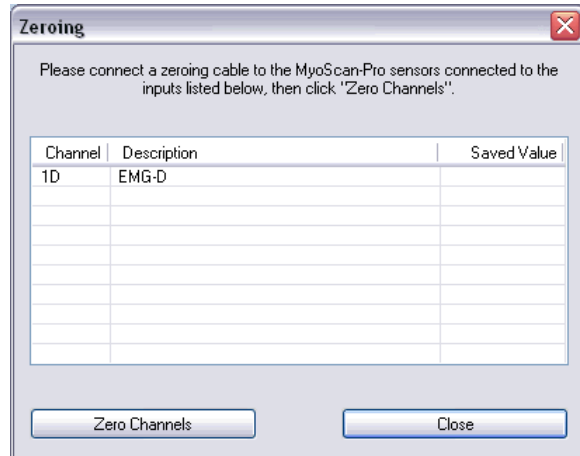 Zeroing
Please connect a zeroing cable to the MyoScan-Pro sensors connected to the
inputs listed below, then click "Zero Channels".
Channel Description Saved Value
1D EMG-D
Zero Channels Close